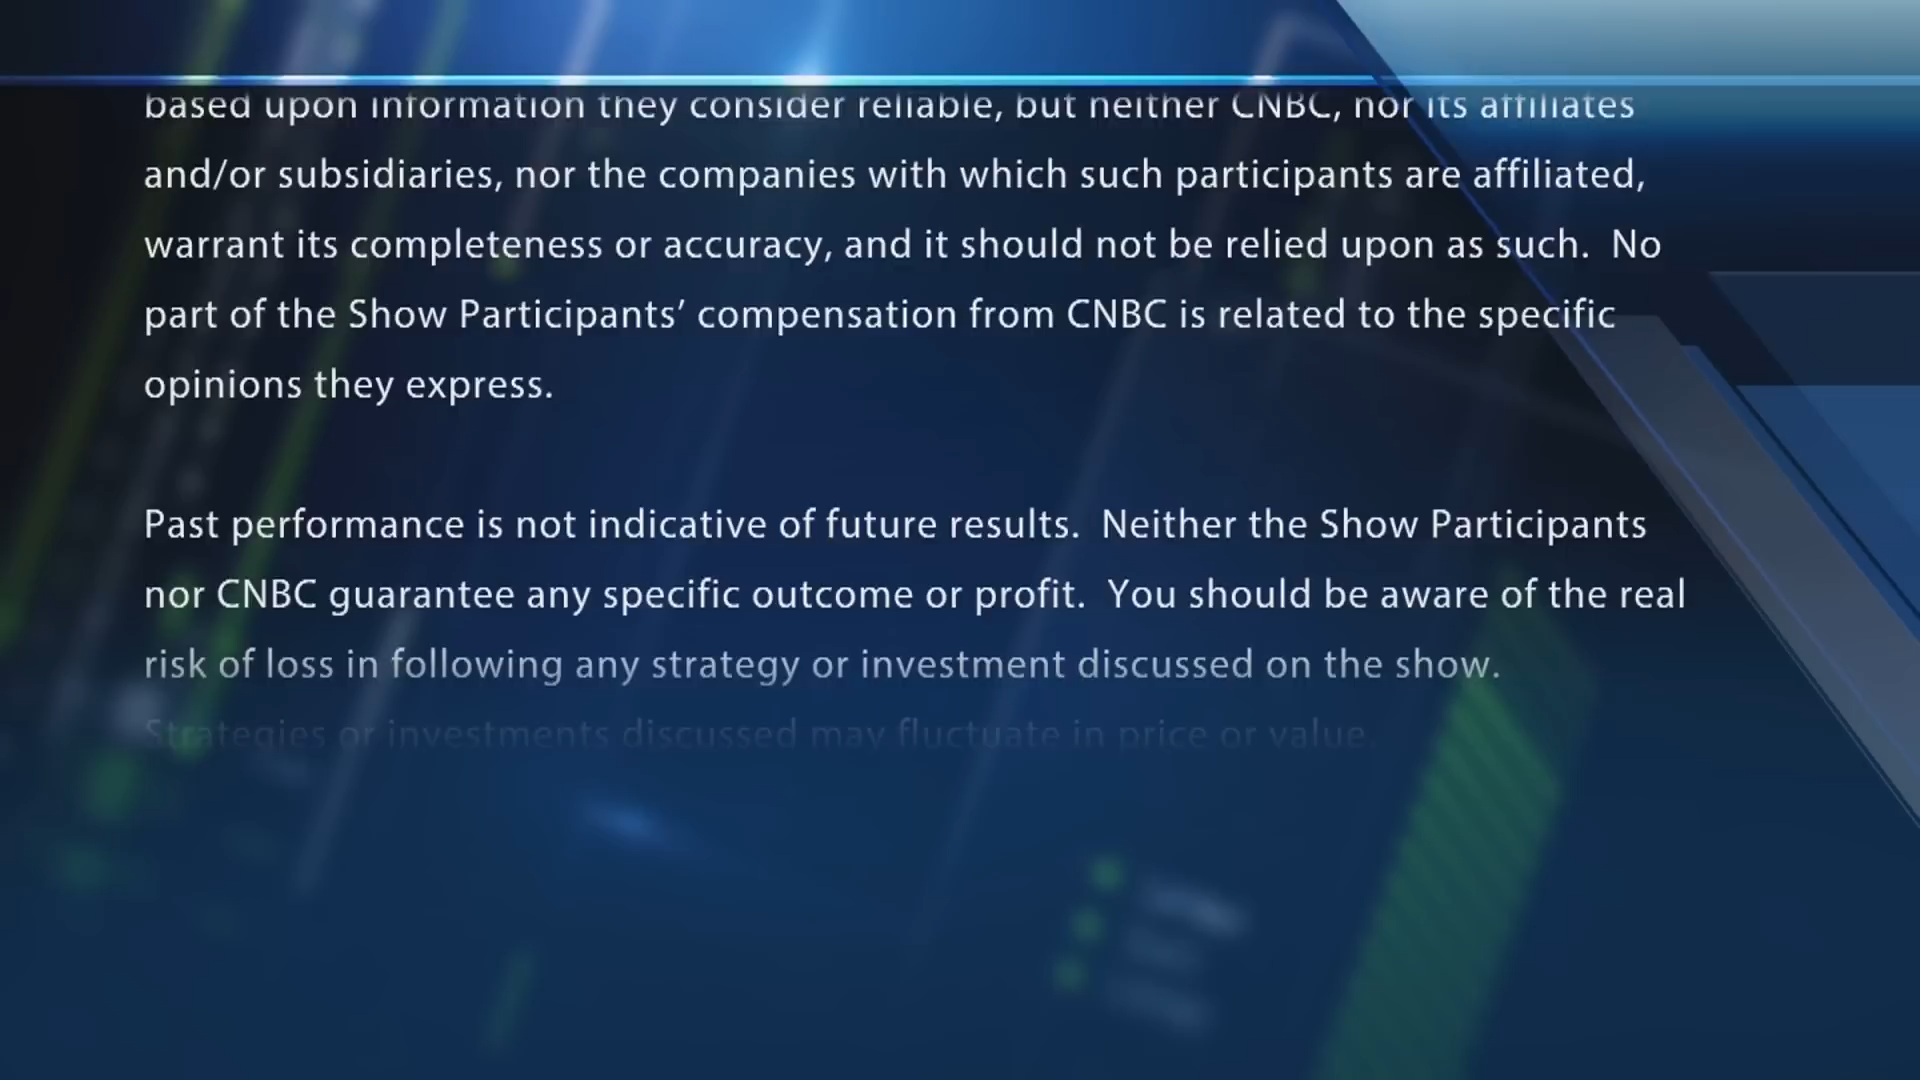 based upon information they consider reliable, but neither CNBC, nor its affiliates
and/or subsidiaries, nor the companies with which such participants are affiliated,
warrant its completeness or accuracy, and it should not be relied upon as such.  No
part of the Show Participants’ compensation from CNBC is related to the specific
opinions they express.
Past performance is not indicative of future results.  Neither the Show Participants
nor CNBC guarantee any specific outcome or profit.  You should be aware of the real
risk of loss in following any strategy or investment discussed on the show.
Strategies or investments discussed may fluctuate in price or value.